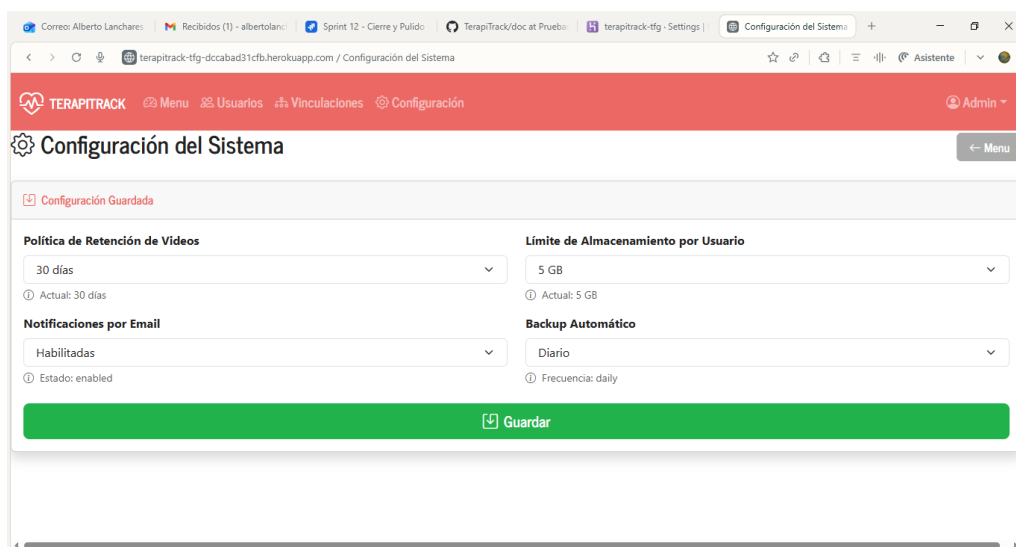 Correo: Alberto Lanchares
Recibidos (1) - albertolanc
Sprint 12 - Cierre y Pulido
TerapiTrack/doc at Prueba
terapitrack-tfg · Settings |
Configuración del Sistema
terapitrack-tfg-dccabad31cfb.herokuapp.com / Configuración del Sistema
Asistente
TERAPITRACK Menu Usuarios Vinculaciones Configuración Admin
Configuración del Sistema
← Menu
Configuración Guardada
Política de Retención de Videos
Límite de Almacenamiento por Usuario
30 días
5 GB
Actual: 30 días
Actual: 5 GB
Notificaciones por Email
Backup Automático
Habilitadas
Diario
Estado: enabled
Frecuencia: daily
Guardar